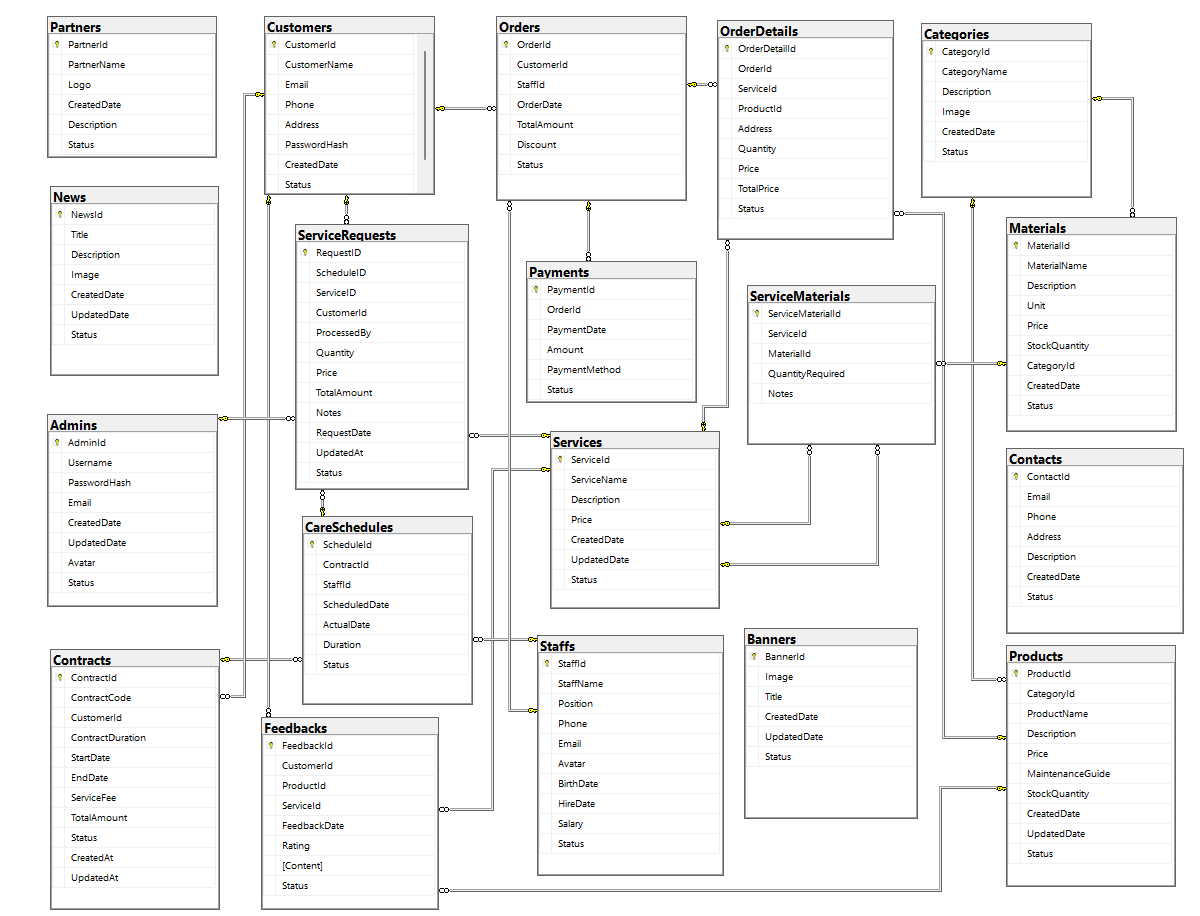 Partners
PartnerId
PartnerName
Logo
CreatedDate
Description
Status
Customers
CustomerId
CustomerName
Email
Phone
Address
PasswordHash
CreatedDate
Status
Orders
OrderId
CustomerId
StaffId
OrderDate
TotalAmount
Discount
Status
OrderDetails
OrderDetailId
OrderId
ServiceId
ProductId
Address
Quantity
Price
TotalPrice
Status
Categories
CategoryId
CategoryName
Description
Image
CreatedDate
Status
News
NewsId
Title
Description
Image
CreatedDate
UpdatedDate
Status
ServiceRequests
RequestID
ScheduleID
ServiceID
CustomerId
ProcessedBy
Quantity
Price
TotalAmount
Notes
RequestDate
UpdatedAt
Status
Payments
PaymentId
OrderId
PaymentDate
Amount
PaymentMethod
Status
ServiceMaterials
ServiceMaterialId
ServiceId
MaterialId
QuantityRequired
Notes
Materials
MaterialId
MaterialName
Description
Unit
Price
StockQuantity
CategoryId
CreatedDate
Status
Admins
AdminId
Username
PasswordHash
Email
CreatedDate
UpdatedDate
Avatar
Status
Services
ServiceId
ServiceName
Description
Price
CreatedDate
UpdatedDate
Status
Contacts
ContactId
Email
Phone
Address
Description
CreatedDate
Status
CareSchedules
ScheduleId
ContractId
StaffId
ScheduledDate
ActualDate
Duration
Status
Contracts
ContractId
ContractCode
CustomerId
ContractDuration
StartDate
EndDate
ServiceFee
TotalAmount
Status
CreatedAt
UpdatedAt
Feedbacks
FeedbackId
CustomerId
ProductId
ServiceId
FeedbackDate
Rating
[Content]
Status
Staffs
StaffId
StaffName
Position
Phone
Email
Avatar
BirthDate
HireDate
Salary
Status
Banners
BannerId
Image
Title
CreatedDate
UpdatedDate
Status
Products
ProductId
CategoryId
ProductName
Description
Price
MaintenanceGuide
StockQuantity
CreatedDate
UpdatedDate
Status